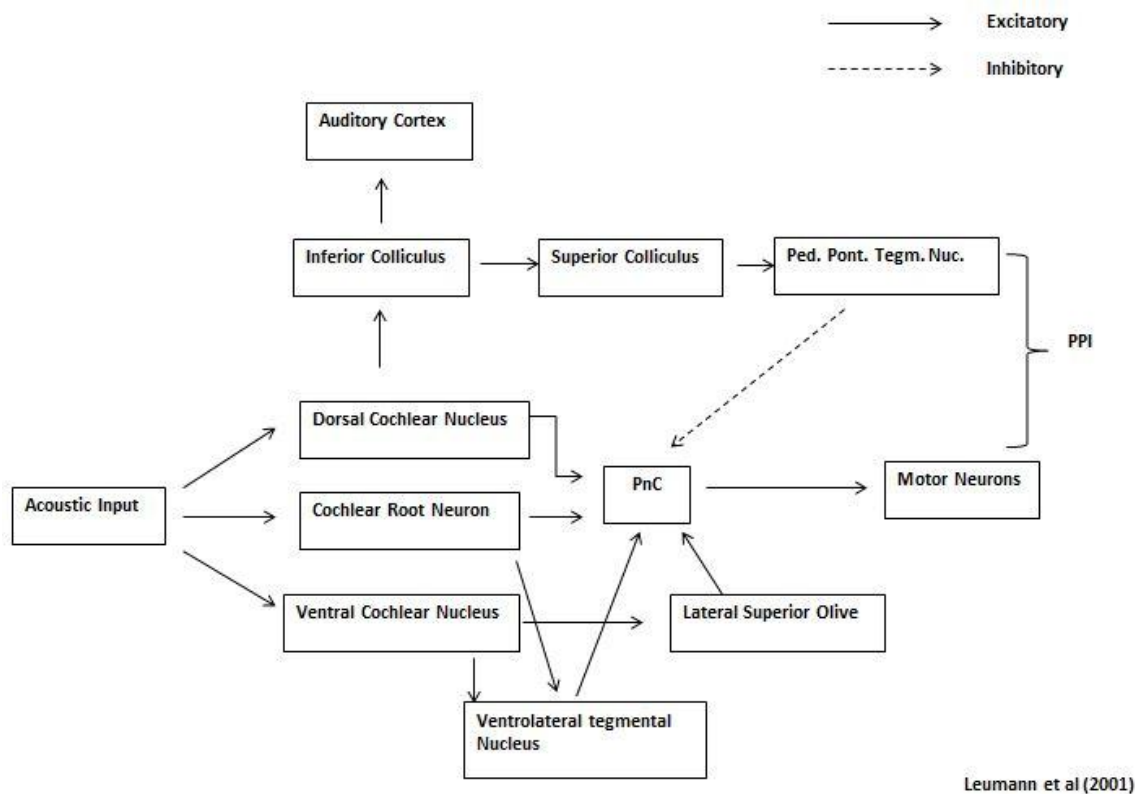 Excitatory
Inhibitory
Auditory Cortex
Inferior Colliculus
Superior Colliculus
Ped. Pont. Tegm. Nuc.
PPI
Dorsal Cochlear Nucleus
PnC
Motor Neurons
Acoustic Input
Cochlear Root Neuron
Ventral Cochlear Nucleus
Lateral Superior Olive
Ventrolateral tegmental
Nucleus
Leumann et al (2001)